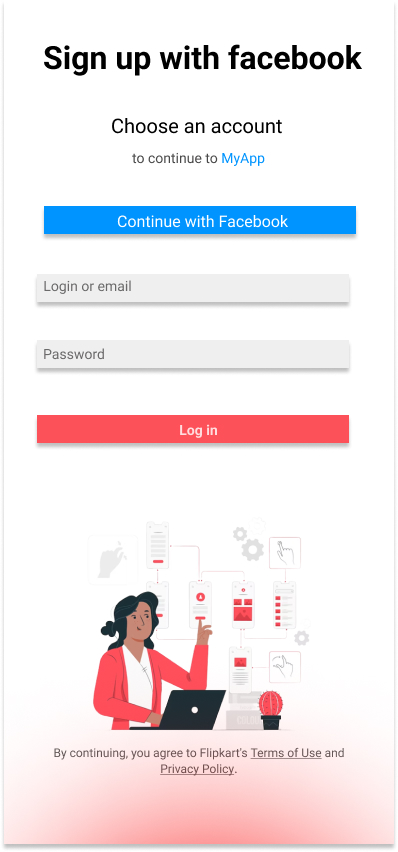 Sign up with facebook
Choose an account
to continue to MyApp
Continue with Facebook
Login or email
Password
Log in
By continuing, you agree to Flipkart's Terms of Use and
Privacy Policy.